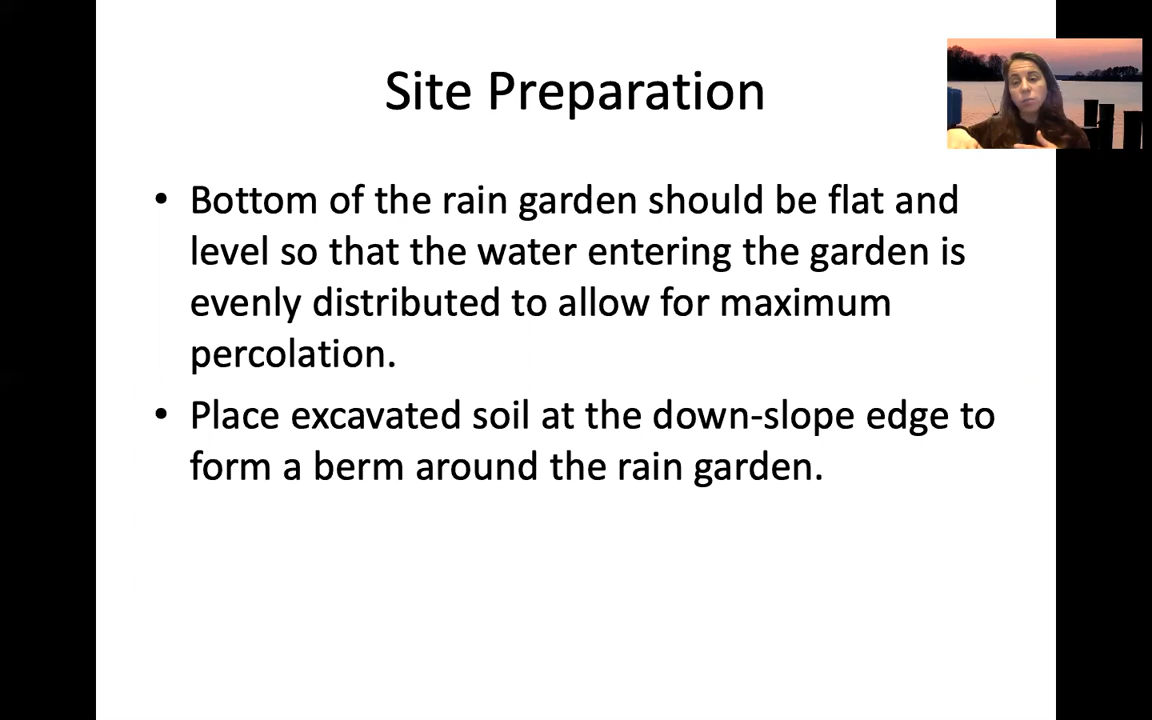 Site Preparation
• Bottom of the rain garden should be flat and
level so that the water entering the garden is
evenly distributed to allow for maximum
percolation.
• Place excavated soil at the down-slope edge to
form a berm around the rain garden.